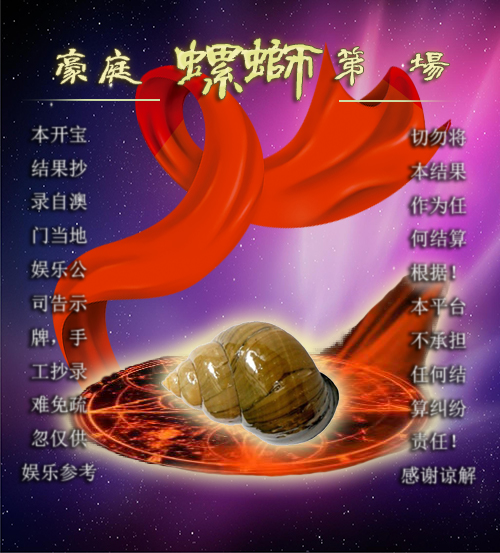 豪庭 螺螄 第 場
本开宝
结果抄
录自澳
门当地
娱乐公
司告示
牌，手
工抄录
难免疏
忽仅供
娱乐参考
切勿将
本结果
作为任
何结算
根据！
本平台
不承担
任何结
算纠纷
责任！
感谢谅解